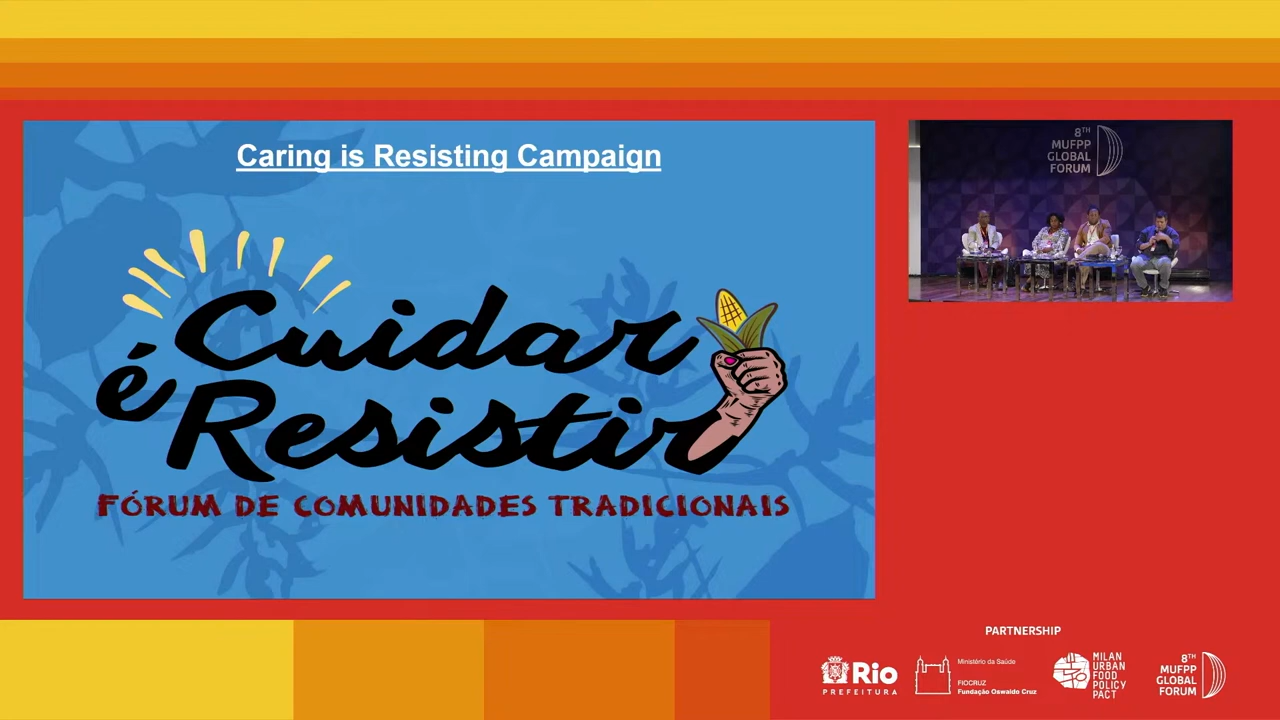 Caring is Resisting Campaign
Cuidar
é Resistir
FÓRUM DE COMUNIDADES TRADICIONAIS
8TH
MUFPP
GLOBAL
FORUM
PARTNERSHIP
Rio
PREFEITURA
Ministério da Saúde
FIOCRUZ
Fundação Oswaldo Cruz
MILAN
URBAN
FOOD
POLICY
PACT
8TH
MUFPP
GLOBAL
FORUM